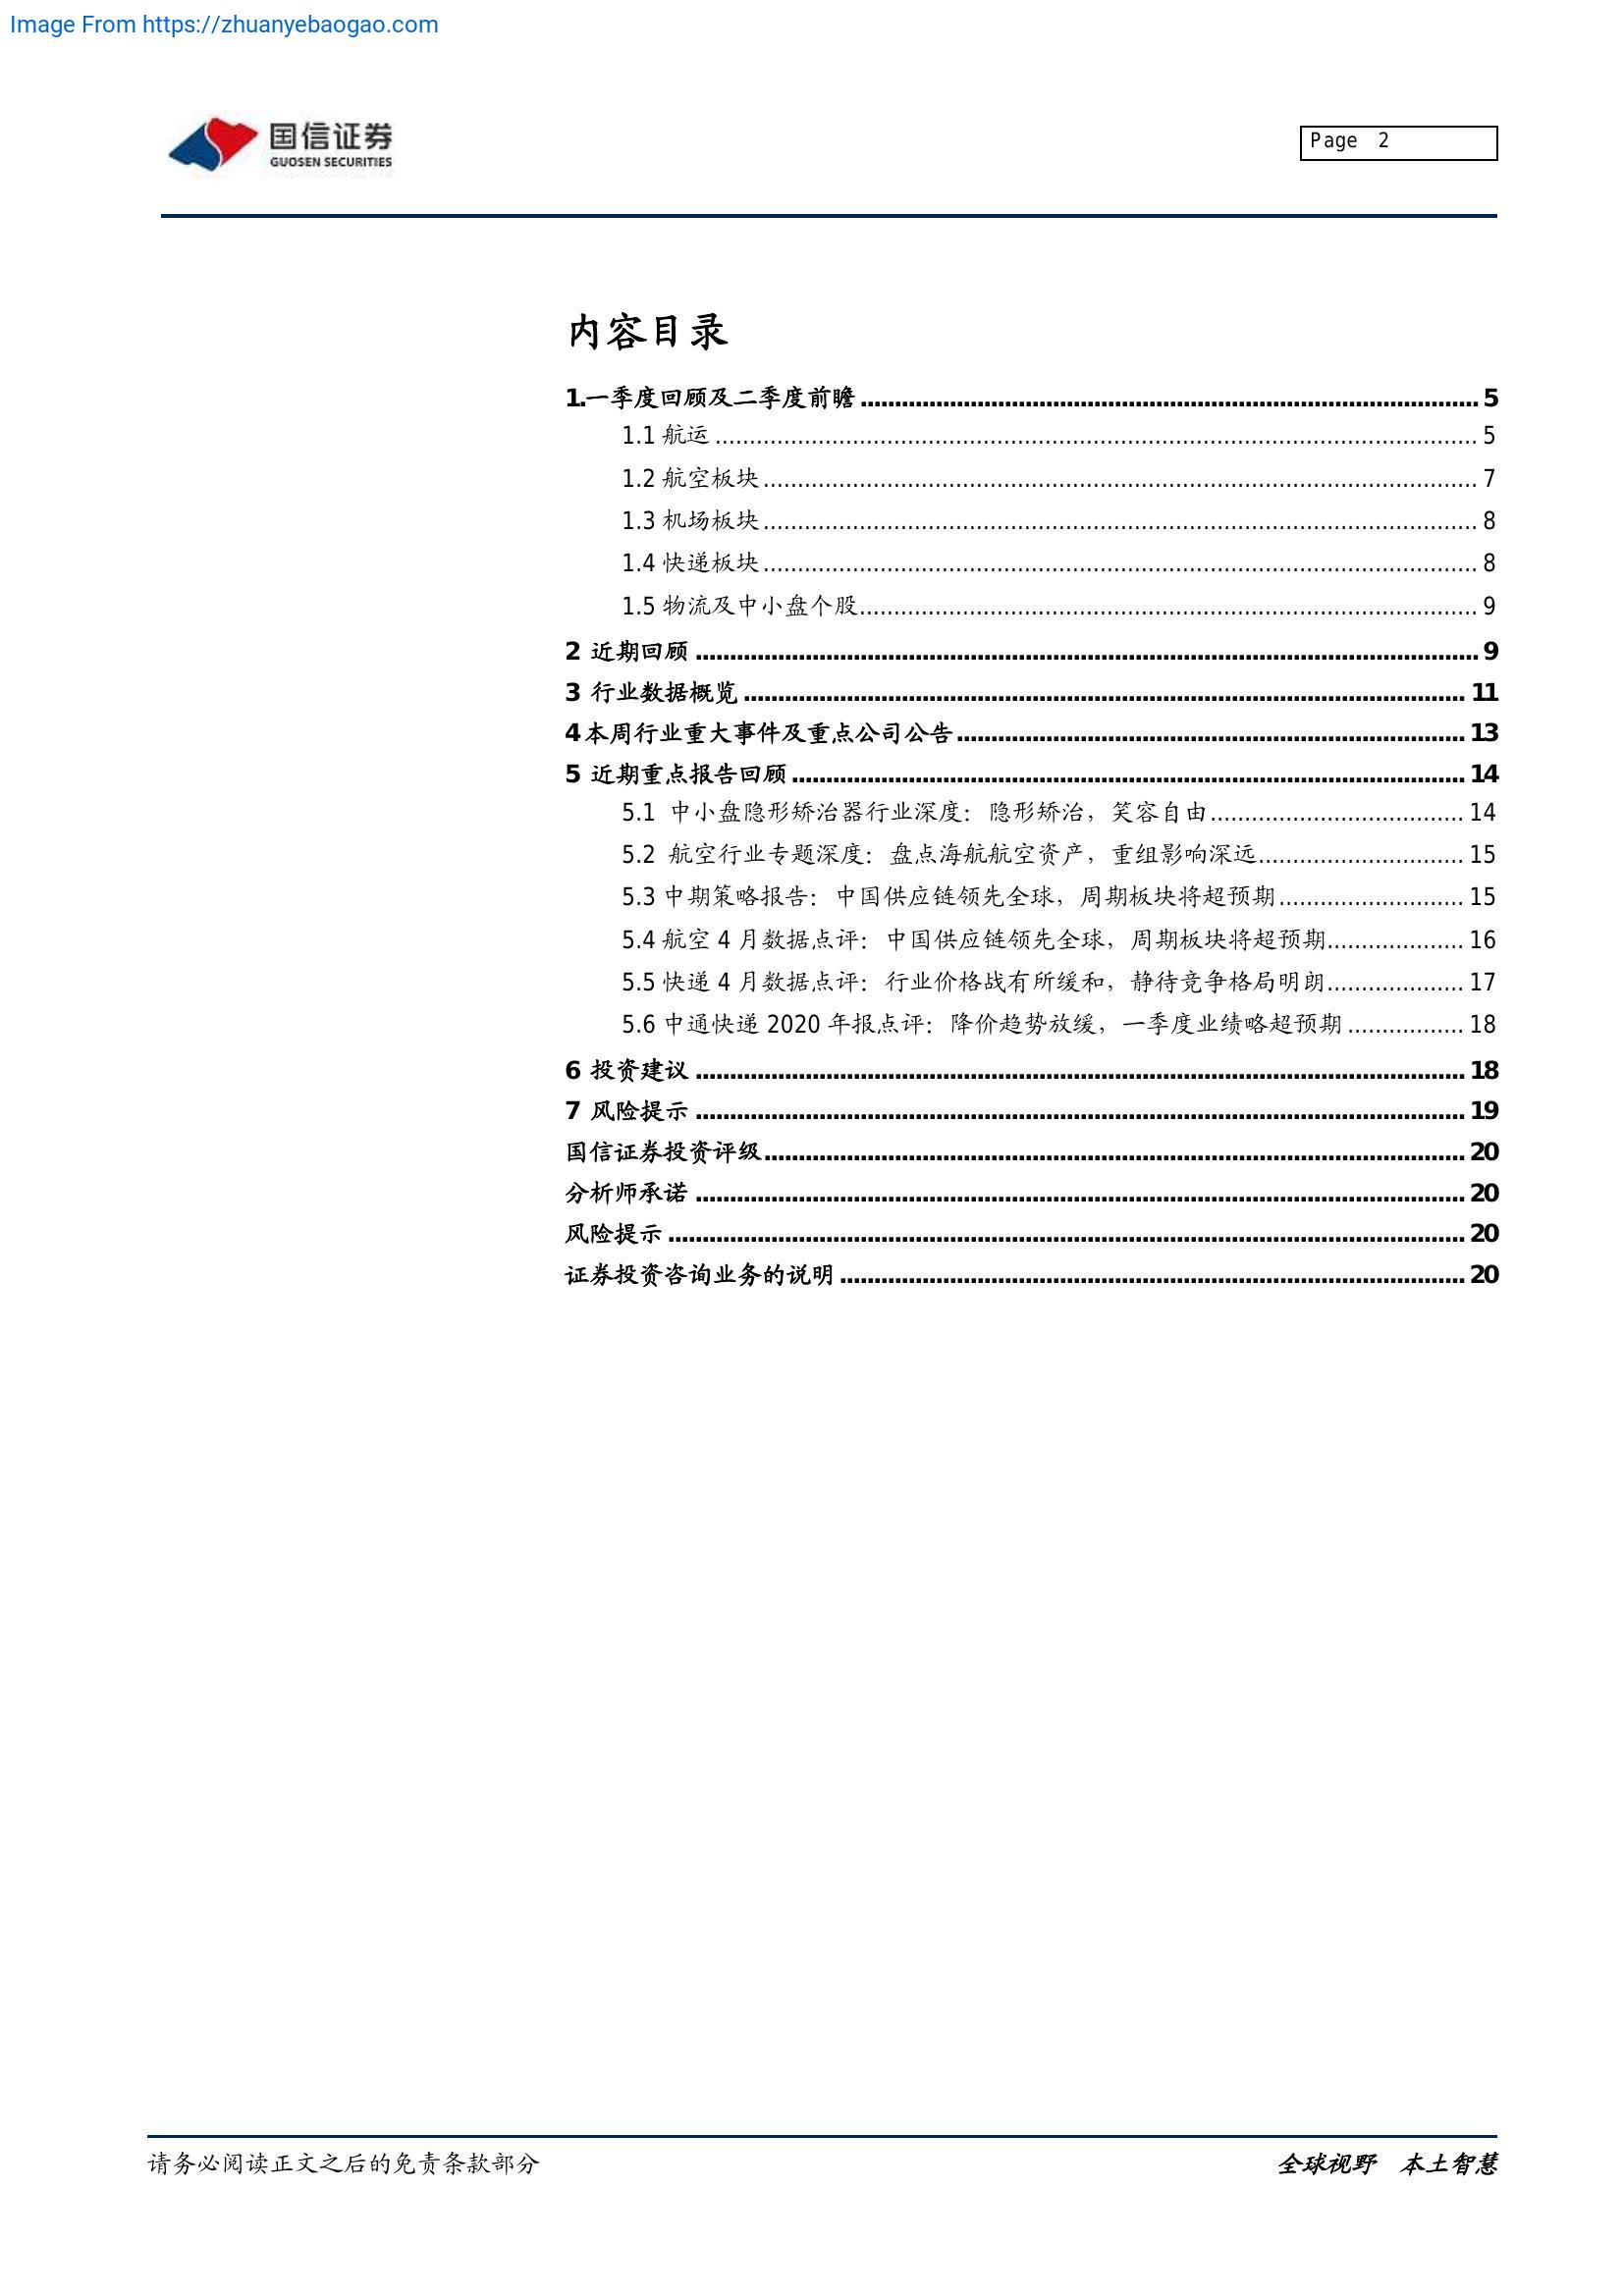 Image From https://zhuanyebaogao.com
国信证券
GUOSEN SECURITIES
Page 2
内容目录
1.一季度回顾及二季度前瞻 ........................................ 5
1.1 航运 ........................................ 5
1.2 航空板块 ........................................ 7
1.3 机场板块 ........................................ 8
1.4 快递板块 ........................................ 8
1.5 物流及中小盘个股 ........................................ 9
2 近期回顾 ........................................ 9
3 行业数据概览 ........................................ 11
4 本周行业重大事件及重点公司公告 ........................................ 13
5 近期重点报告回顾 ........................................ 14
5.1 中小盘隐形矫治器行业深度：隐形矫治，笑容自由 ........................................ 14
5.2 航空行业专题深度：盘点海航航空资产，重组影响深远 ........................................ 15
5.3 中期策略报告：中国供应链领先全球，周期板块将超预期 ........................................ 15
5.4 航空 4 月数据点评：中国供应链领先全球，周期板块将超预期 ........................................ 16
5.5 快递 4 月数据点评：行业价格战有所缓和，静待竞争格局明朗 ........................................ 17
5.6 中通快递 2020 年报点评：降价趋势放缓，一季度业绩略超预期 ........................................ 18
6 投资建议 ........................................ 18
7 风险提示 ........................................ 19
国信证券投资评级 ........................................ 20
分析师承诺 ........................................ 20
风险提示 ........................................ 20
证券投资咨询业务的说明 ........................................ 20
请务必阅读正文之后的免责条款部分
全球视野 本土智慧